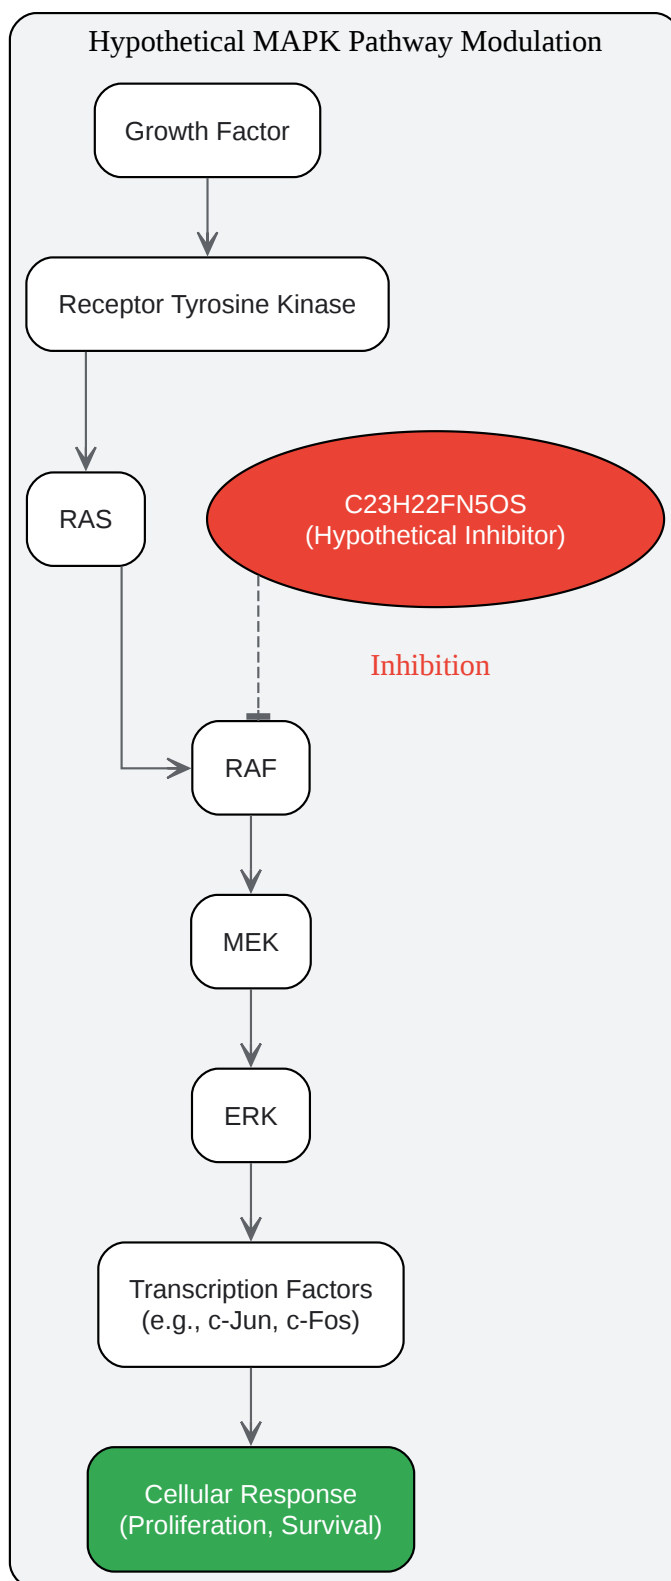 Hypothetical MAPK Pathway Modulation
Growth Factor
Receptor Tyrosine Kinase
RAS
C23H22FN5OS
(Hypothetical Inhibitor)
Inhibition
RAF
MEK
ERK
Transcription Factors
(e.g., c-Jun, c-Fos)
Cellular Response
(Proliferation, Survival)